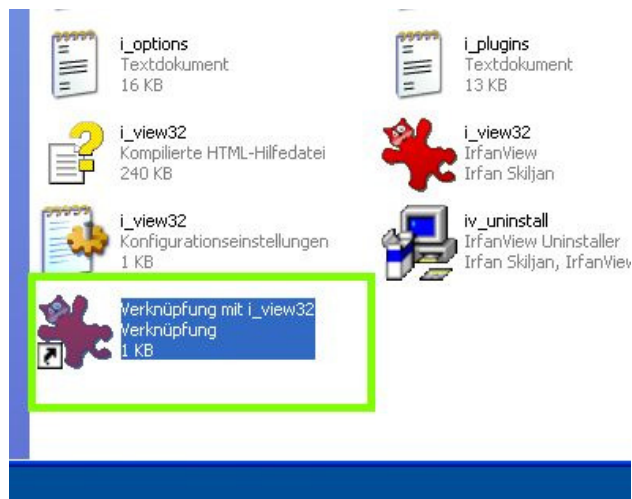 i_options
Textdokument
16 KB
i_plugins
Textdokument
13 KB
i_view32
Kompilierte HTML-Hilfedatei
240 KB
i_view32
IrfanView
Irfan Skiljan
i_view32
Konfigurationseinstellungen
1 KB
iv_uninstall
IrfanView Uninstaller
Irfan Skiljan, IrfanView
Verknüpfung mit i_view32
Verknüpfung
1 KB